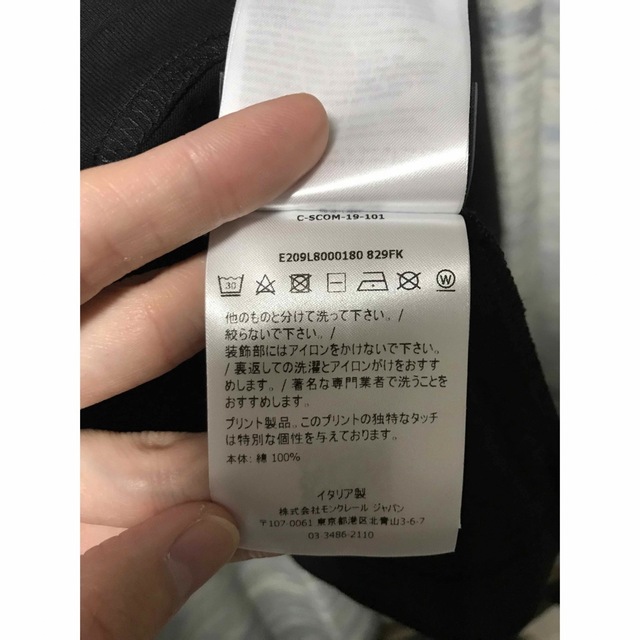 C-SCOM-19-101
E209L8000180 829FK
30
W
他のものと分けて洗って下さい。/
絞らないで下さい。/
装飾部にはアイロンをかけないで下さい。
/ 裏返しての洗濯とアイロンがけをおすす
めします。/ 著名な専門業者で洗うことを
おすすめします。
プリント製品。このプリントの独特なタッチ
は特別な個性を与えております。
本体: 綿 100%
イタリア製
株式会社モンクレール ジャパン
〒107-0061 東京都港区北青山3-6-7
03 3486-2110